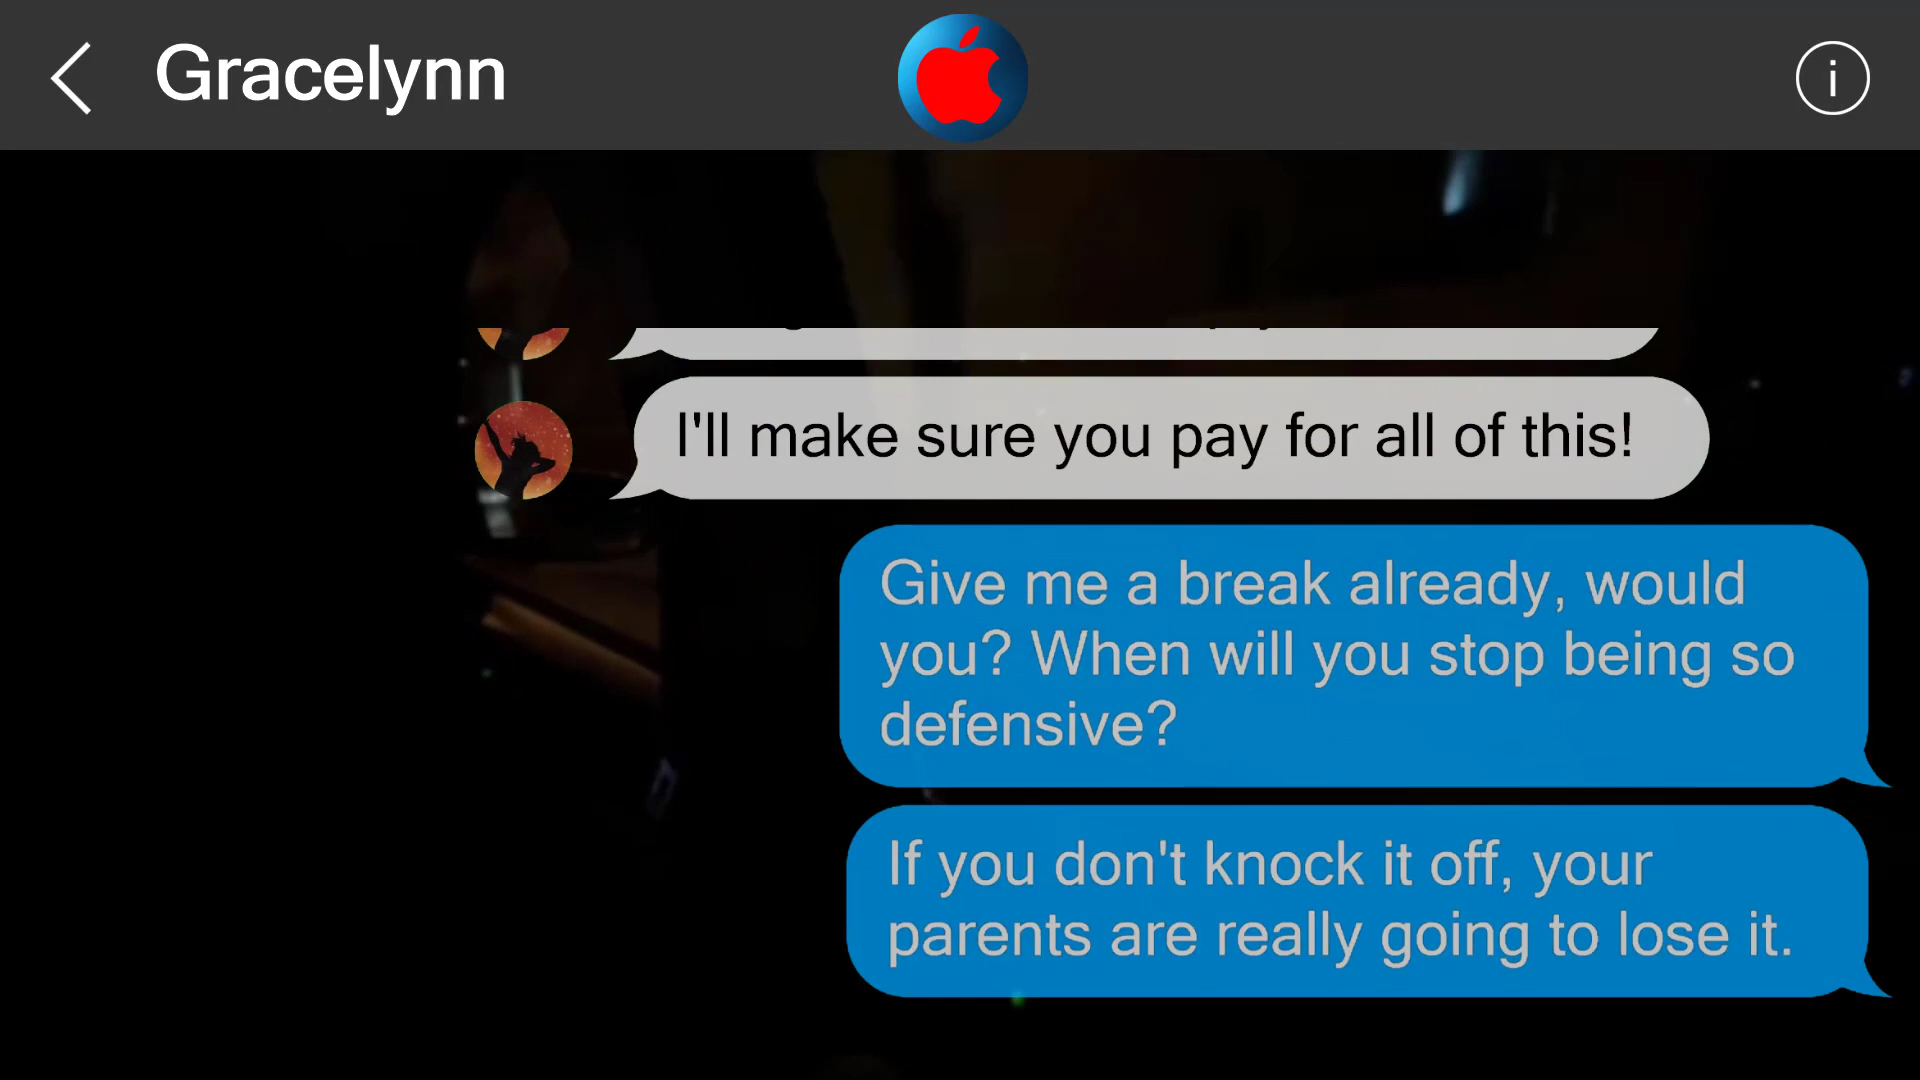 Gracelynn
i
I'll make sure you pay for all of this!
Give me a break already, would
you? When will you stop being so
defensive?
If you don't knock it off, your
parents are really going to lose it.